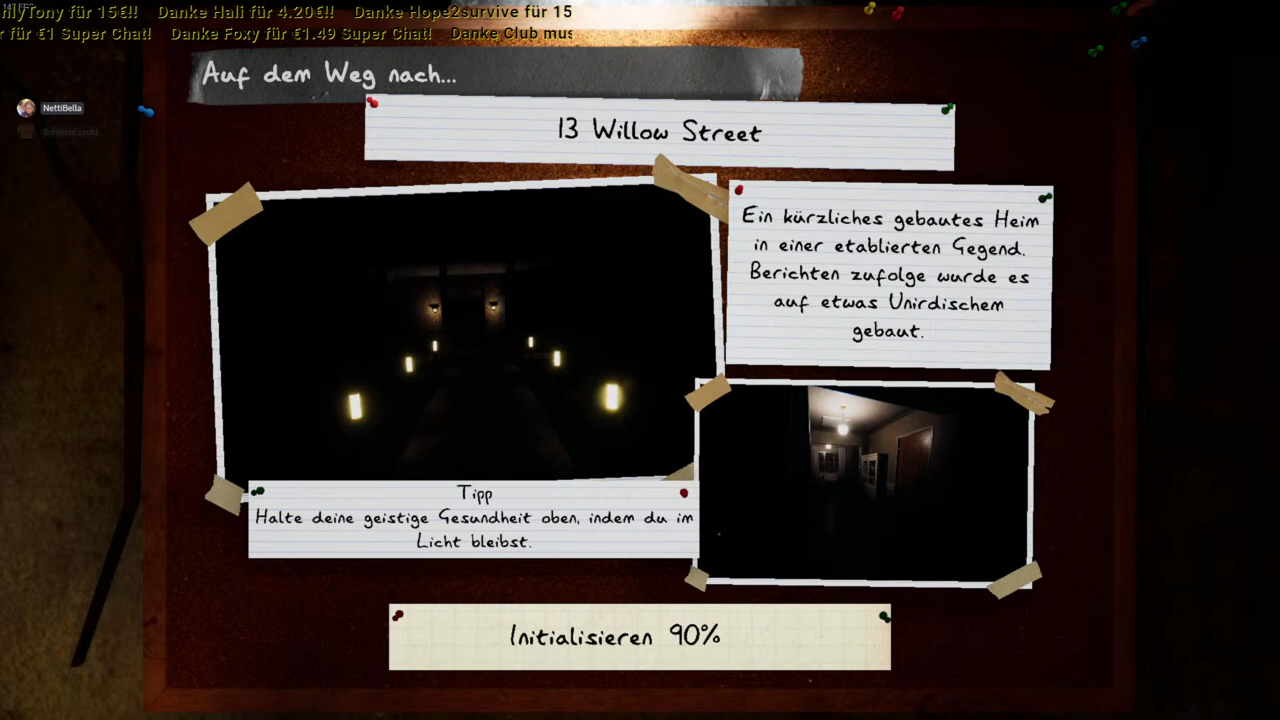 hlyTony für 15€!! Danke Hali für 4.20€!! Danke Hope2survive für 15
für €1 Super Chat! Danke Foxy für €1.49 Super Chat! Danke Club mus
Auf dem Weg nach...
13 Willow Street
NettiBella
Ein kürzliches gebautes Heim
in einer etablierten Gegend.
Berichten zufolge wurde es
auf etwas Unirdischem
gebaut.
Tipp
Halte deine geistige Gesundheit oben, indem du im
Licht bleibst.
Initialisieren 90%